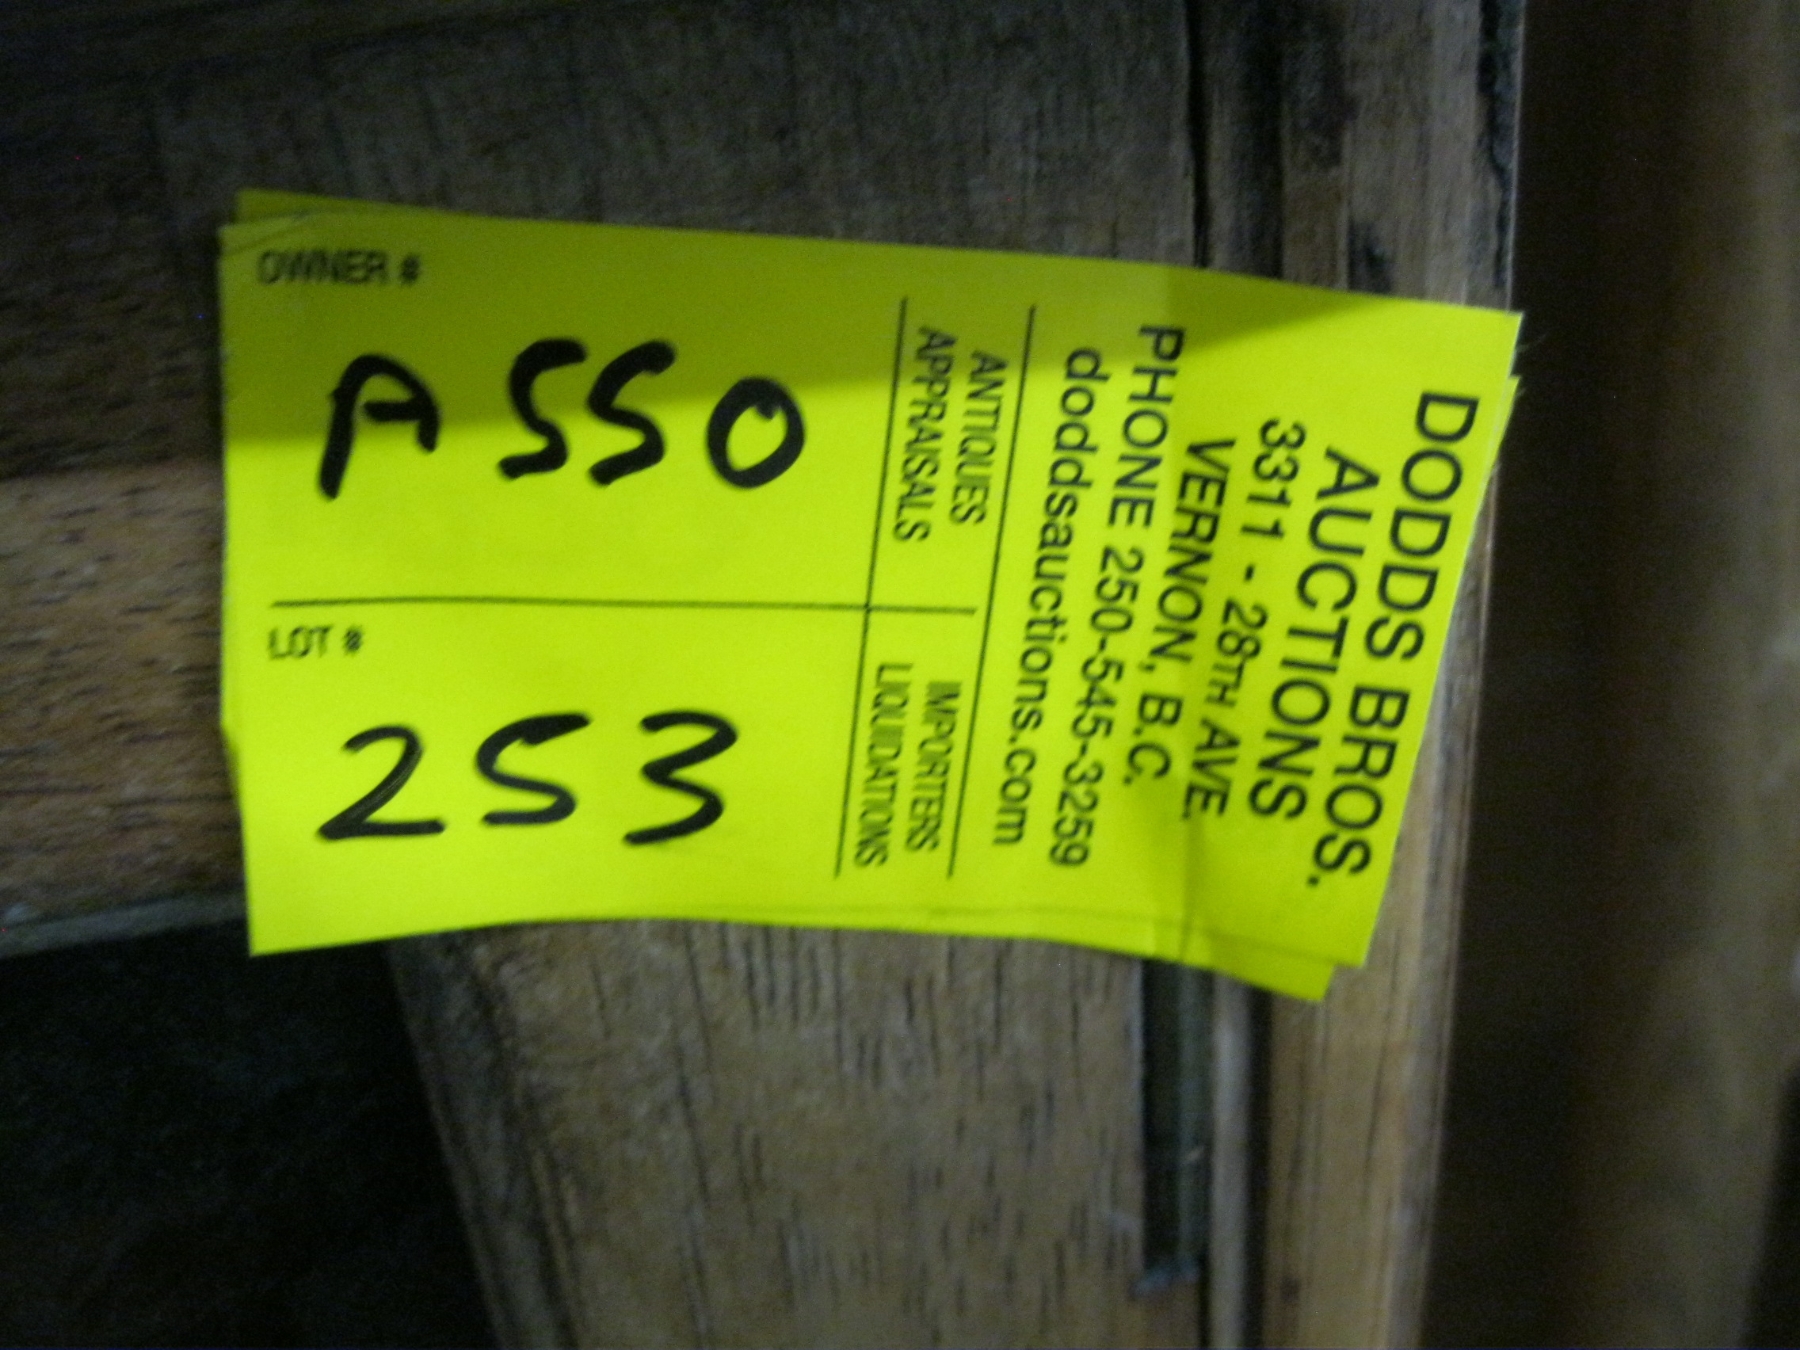 DODDS BROS.
AUCTIONS
3311 - 28TH AVE.
VERNON, B.C.
PHONE 250-545-3259
doddsauctions.com
ANTIQUES
APPRAISALS
IMPORTERS
LIQUIDATIONS
OWNER #
A550
LOT #
253